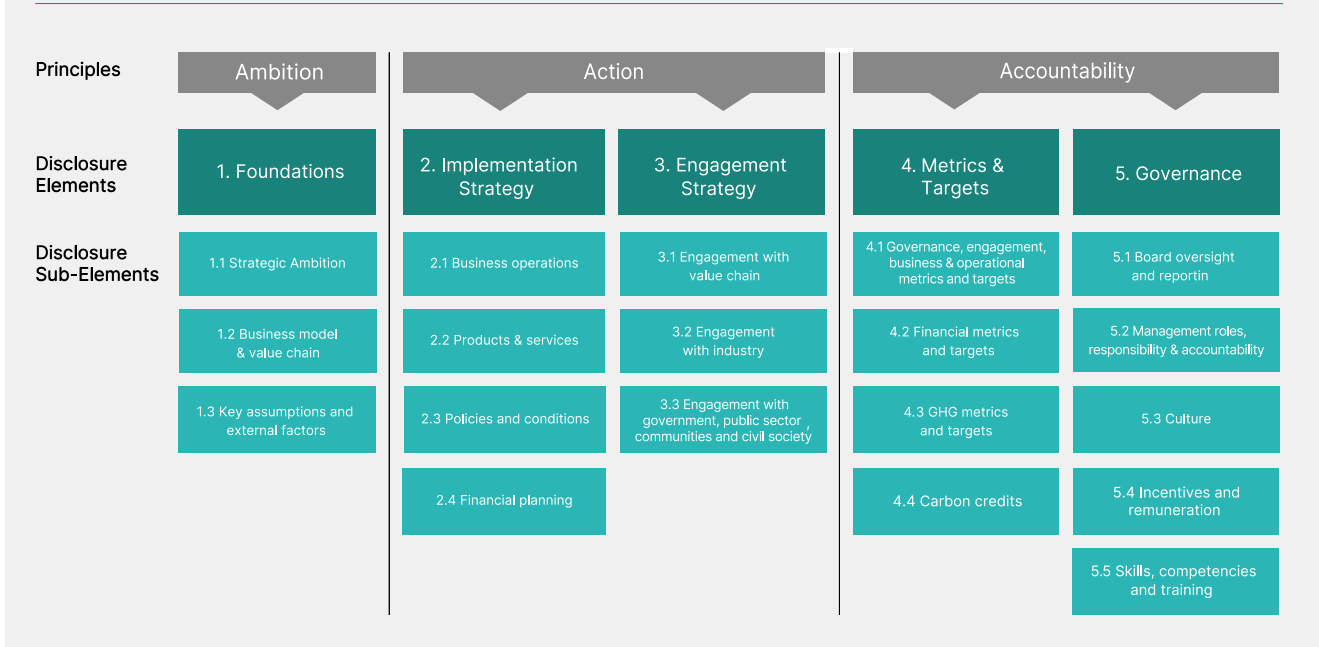 Principles
Ambition
Action
Accountability
Disclosure
Elements
1. Foundations
2. Implementation
Strategy
3. Engagement
Strategy
4. Metrics &
Targets
5. Governance
Disclosure
Sub-Elements
1.1 Strategic Ambition
2.1 Business operations
3.1 Engagement with
value chain
4.1 Governance, engagement,
business & operational
metrics and targets
5.1 Board oversight
and reportin
1.2 Business model
& value chain
2.2 Products & services
3.2 Engagement
with industry
4.2 Financial metrics
and targets
5.2 Management roles,
responsibility & accountability
1.3 Key assumptions and
external factors
2.3 Policies and conditions
3.3 Engagement with
government, public sector ,
communities and civil society
4.3 GHG metrics
and targets
5.3 Culture
2.4 Financial planning
4.4 Carbon credits
5.4 Incentives and
remuneration
5.5 Skills, competencies
and training